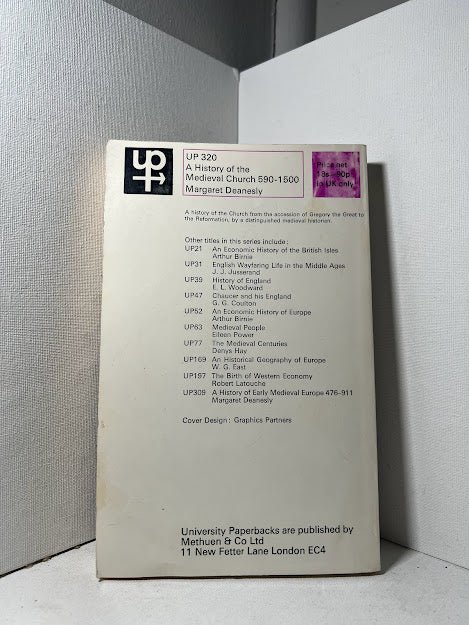 up
UP 320
A History of the
Medieval Church 590-1500
Margaret Deanesly
Price net
18s - 90p
in UK only
A history of the Church from the accession of Gregory the Great to
the Reformation, by a distinguished medieval historian.
Other titles in this series include:
UP21 An Economic History of the British Isles
Arthur Birnie
UP31 English Wayfaring Life in the Middle Ages
J. J. Jusserand
UP39 History of England
E. L. Woodward
UP47 Chaucer and his England
G. G. Coulton
UP52 An Economic History of Europe
Arthur Birnie
UP63 Medieval People
Eileen Power
UP77 The Medieval Centuries
Denys Hay
UP169 An Historical Geography of Europe
W. G. East
UP197 The Birth of Western Economy
Robert Latouche
UP309 A History of Early Medieval Europe 476-911
Margaret Deanesly
Cover Design: Graphics Partners
University Paperbacks are published by
Methuen & Co Ltd
11 New Fetter Lane London EC4